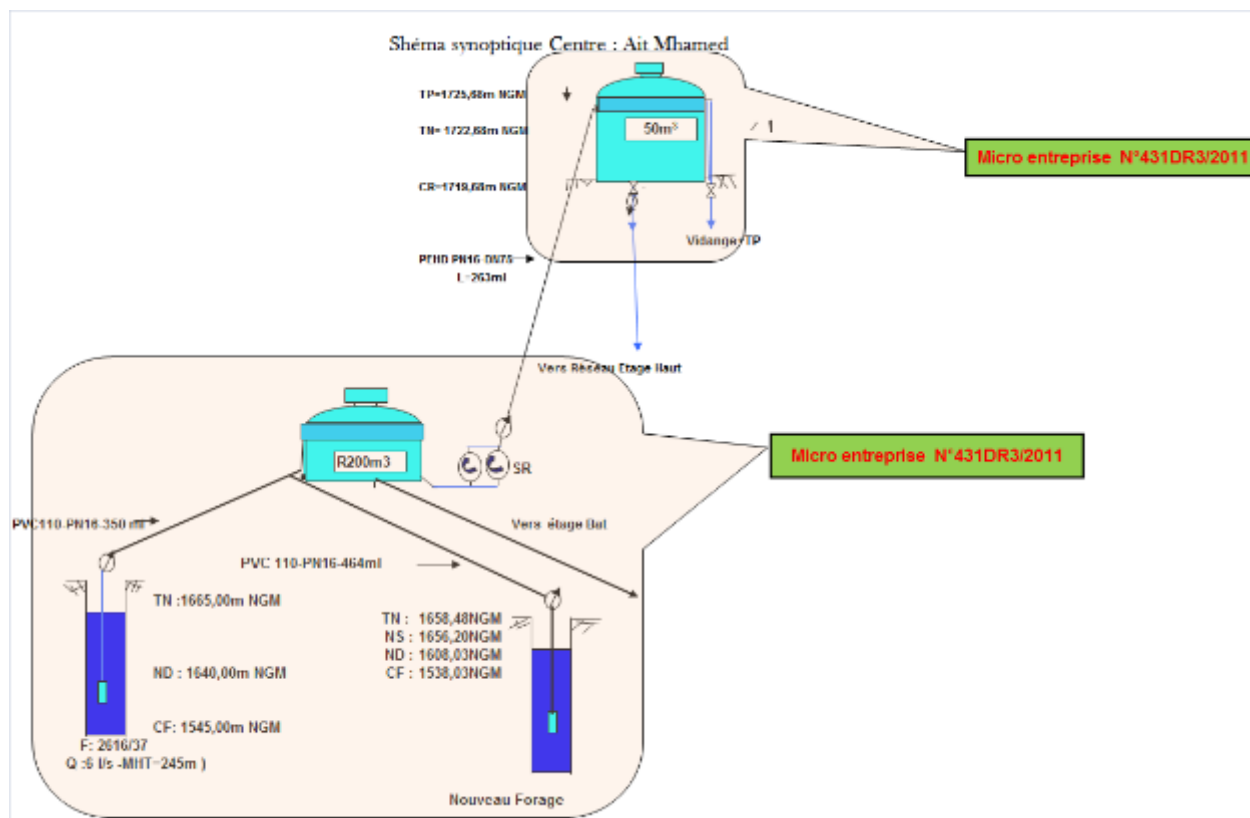 Shéma synoptique Centre : Ait Mhamed
TP=1725,68m NGM
50m³
TN= 1722,68m NGM
/ 1
Micro entreprise N°431DR3/2011
CR=1719,68m NGM
Vidange+TP
PEHD PN16-DN75
L=263ml
Vers Réseau Etage Haut
R200m3
SR
Micro entreprise N°431DR3/2011
PVC110-PN16-350 ml
Vers étage Bat
PVC 110-PN16-464ml
TN :1665,00m NGM
ND : 1640,00m NGM
CF: 1545,00m NGM
F: 2616/37
Q :6 l/s -MHT=245m )
TN : 1658,48NGM
NS : 1656,20NGM
ND : 1608,03NGM
CF : 1538,03NGM
Nouveau Forage